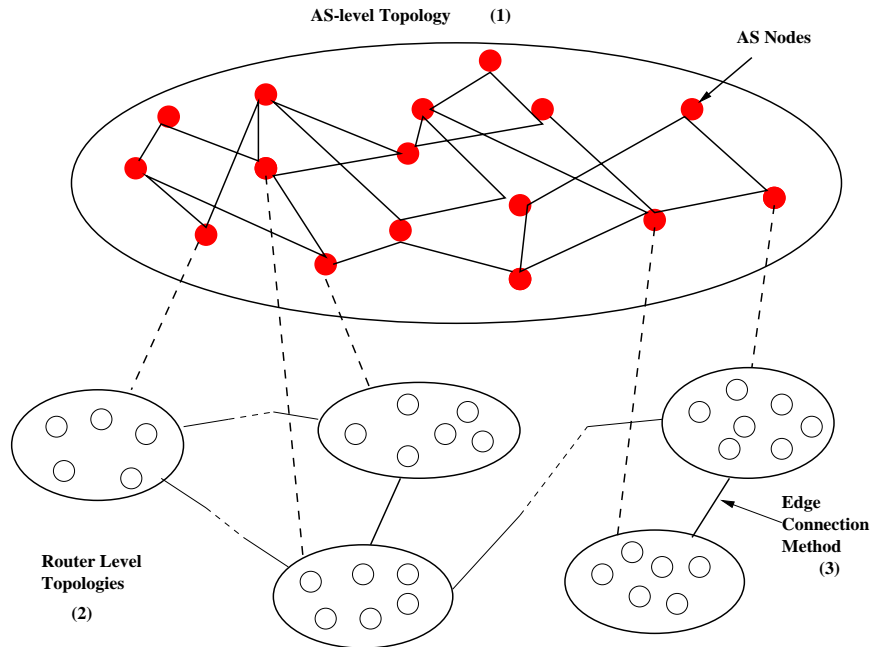 AS-level Topology (1)
AS Nodes
Edge
Connection
Method
(3)
Router Level
Topologies
(2)